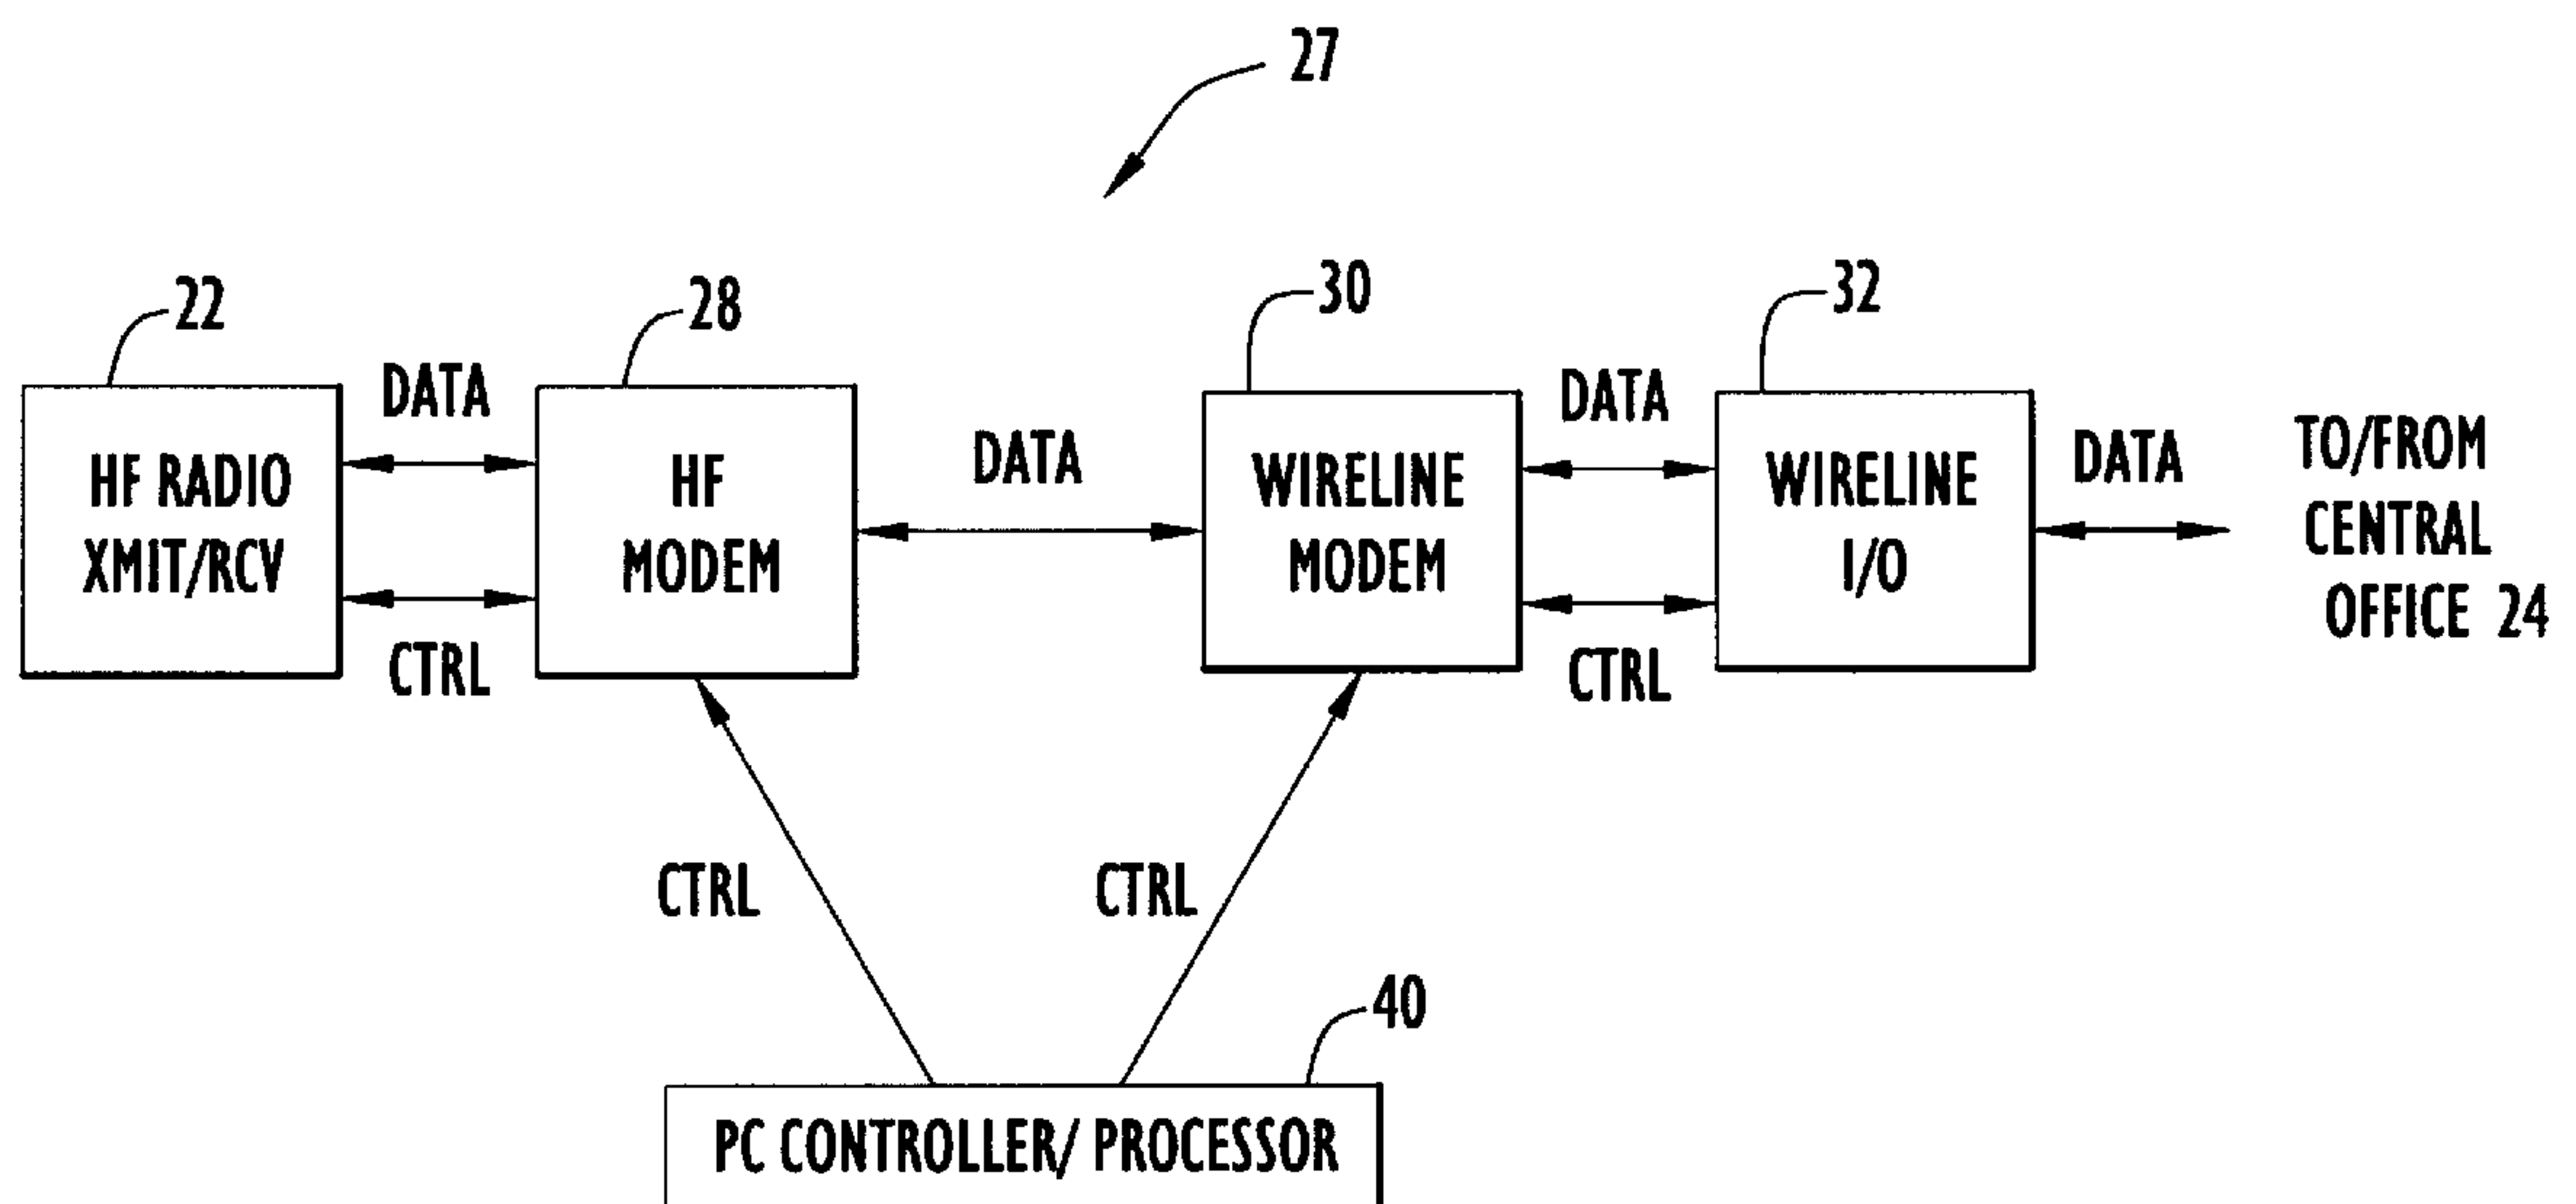 27
22
28
30
32
DATA
DATA
DATA
DATA
HF RADIO
XMIT/RCV
HF
MODEM
WIRELINE
MODEM
WIRELINE
I/O
TO/FROM
CENTRAL
OFFICE 24
CTRL
CTRL
CTRL
CTRL
40
PC CONTROLLER/ PROCESSOR